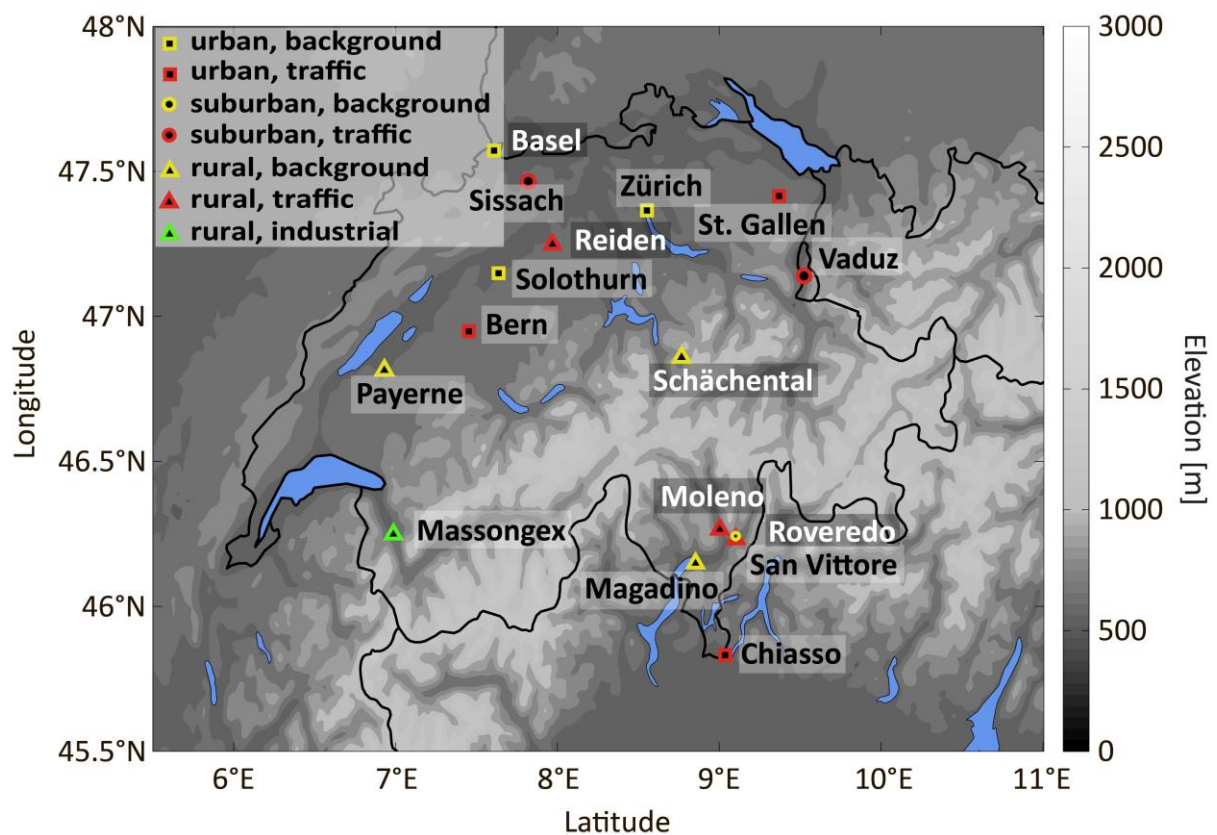 48°N
47.5°N
47°N
46.5°N
46°N
45.5°N
Longitude
urban, background
urban, traffic
suburban, background
suburban, traffic
rural, background
rural, traffic
rural, industrial
Basel
Sissach
Zürich
St. Gallen
Reiden
Vaduz
Solothurn
Bern
Schächental
Payerne
Moleno
Massongex
Roveredo
San Vittore
Magadino
Chiasso
6°E
7°E
8°E
9°E
10°E
11°E
Latitude
3000
2500
2000
1500
1000
500
0
Elevation [m]